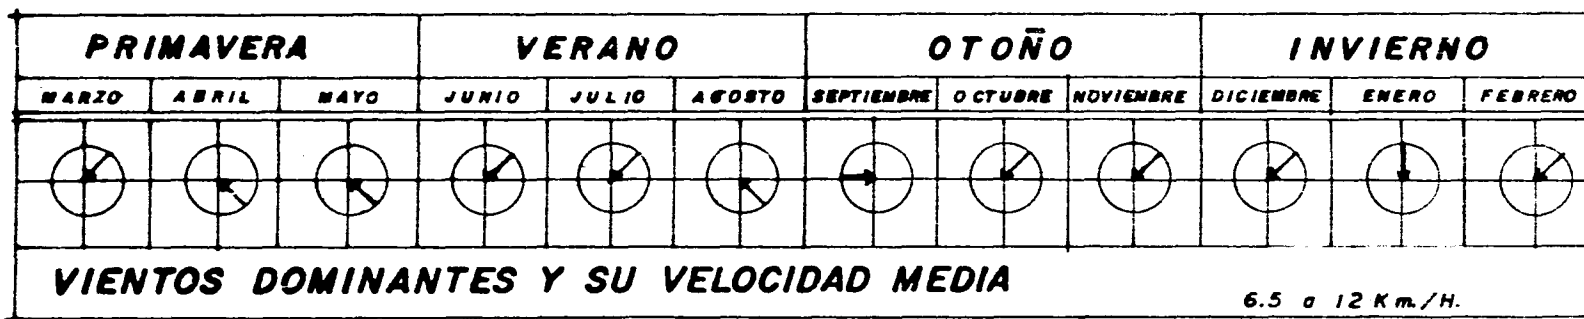 PRIMAVERA VERANO OTOÑO INVIERNO
MARZO ABRIL MAYO JUNIO JULIO AGOSTO SEPTIEMBRE OCTUBRE NOVIEMBRE DICIEMBRE ENERO FEBRERO
VIENTOS DOMINANTES Y SU VELOCIDAD MEDIA
6.5 a 12 Km./H.